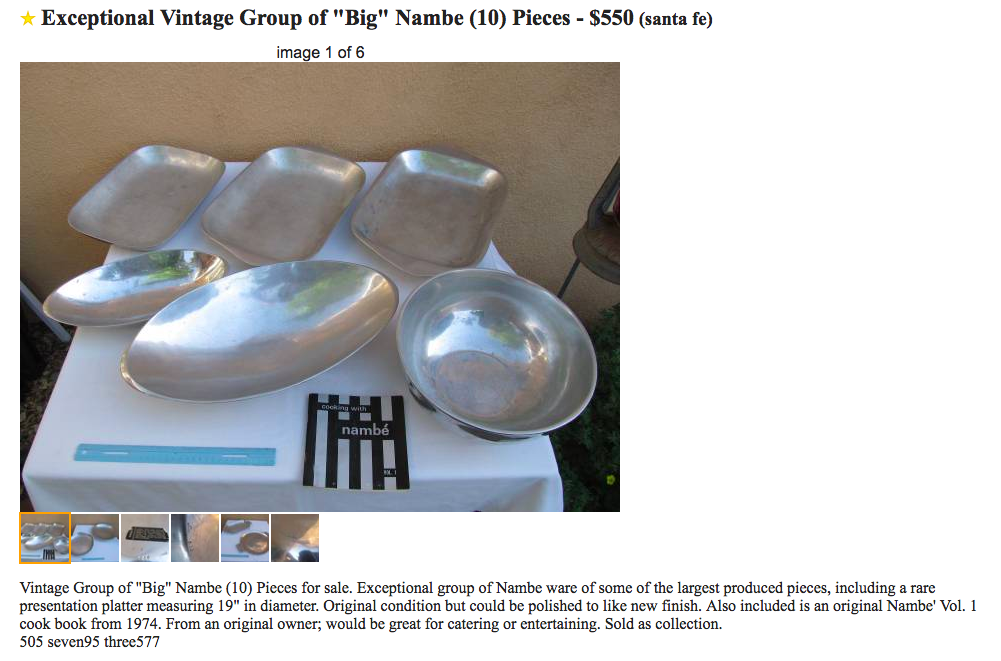 Exceptional Vintage Group of "Big" Nambe (10) Pieces - $550 (santa fe)
image 1 of 6
cooking with
nambé
VOL. 1
Vintage Group of "Big" Nambe (10) Pieces for sale. Exceptional group of Nambe ware of some of the largest produced pieces, including a rare
presentation platter measuring 19" in diameter. Original condition but could be polished to like new finish. Also included is an original Nambe' Vol. 1
cook book from 1974. From an original owner; would be great for catering or entertaining. Sold as collection.
505 seven95 three577